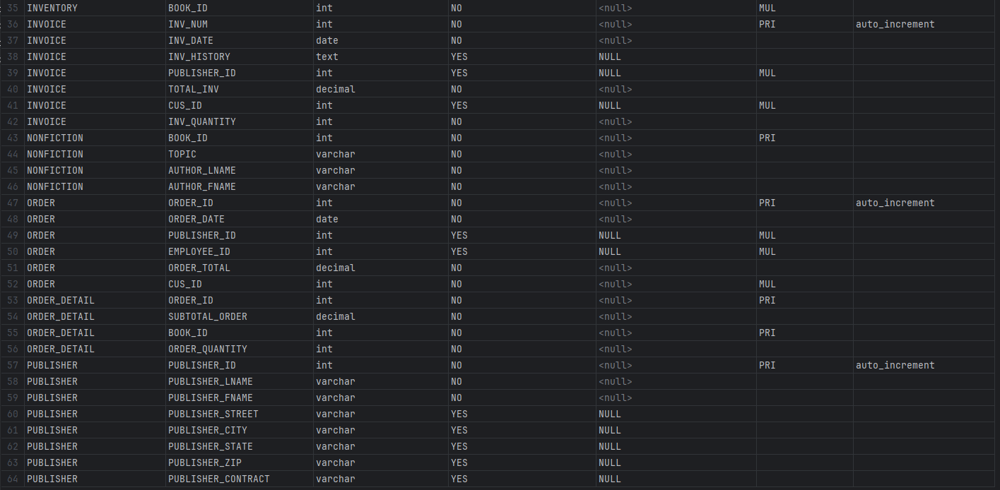 35 INVENTORY BOOK_ID int NO <null> MUL
36 INVOICE INV_NUM int NO <null> PRI auto_increment
37 INVOICE INV_DATE date NO <null>
38 INVOICE INV_HISTORY text YES NULL
39 INVOICE PUBLISHER_ID int YES NULL MUL
40 INVOICE TOTAL_INV decimal NO <null>
41 INVOICE CUS_ID int YES NULL MUL
42 INVOICE INV_QUANTITY int NO <null>
43 NONFICTION BOOK_ID int NO <null> PRI
44 NONFICTION TOPIC varchar NO <null>
45 NONFICTION AUTHOR_LNAME varchar NO <null>
46 NONFICTION AUTHOR_FNAME varchar NO <null>
47 ORDER ORDER_ID int NO <null> PRI auto_increment
48 ORDER ORDER_DATE date NO <null>
49 ORDER PUBLISHER_ID int YES NULL MUL
50 ORDER EMPLOYEE_ID int YES NULL MUL
51 ORDER ORDER_TOTAL decimal NO <null>
52 ORDER CUS_ID int NO <null> MUL
53 ORDER_DETAIL ORDER_ID int NO <null> PRI
54 ORDER_DETAIL SUBTOTAL_ORDER decimal NO <null>
55 ORDER_DETAIL BOOK_ID int NO <null> PRI
56 ORDER_DETAIL ORDER_QUANTITY int NO <null>
57 PUBLISHER PUBLISHER_ID int NO <null> PRI auto_increment
58 PUBLISHER PUBLISHER_LNAME varchar NO <null>
59 PUBLISHER PUBLISHER_FNAME varchar NO <null>
60 PUBLISHER PUBLISHER_STREET varchar YES NULL
61 PUBLISHER PUBLISHER_CITY varchar YES NULL
62 PUBLISHER PUBLISHER_STATE varchar YES NULL
63 PUBLISHER PUBLISHER_ZIP varchar YES NULL
64 PUBLISHER PUBLISHER_CONTRACT varchar YES NULL